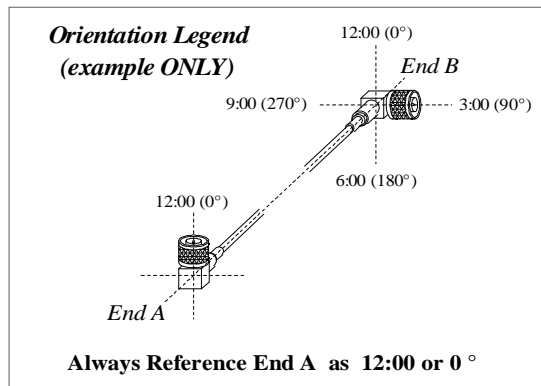 Orientation Legend
(example ONLY)
12:00 (0°)
End B
9:00 (270°)
3:00 (90°)
6:00 (180°)
12:00 (0°)
End A
Always Reference End A as 12:00 or 0 °